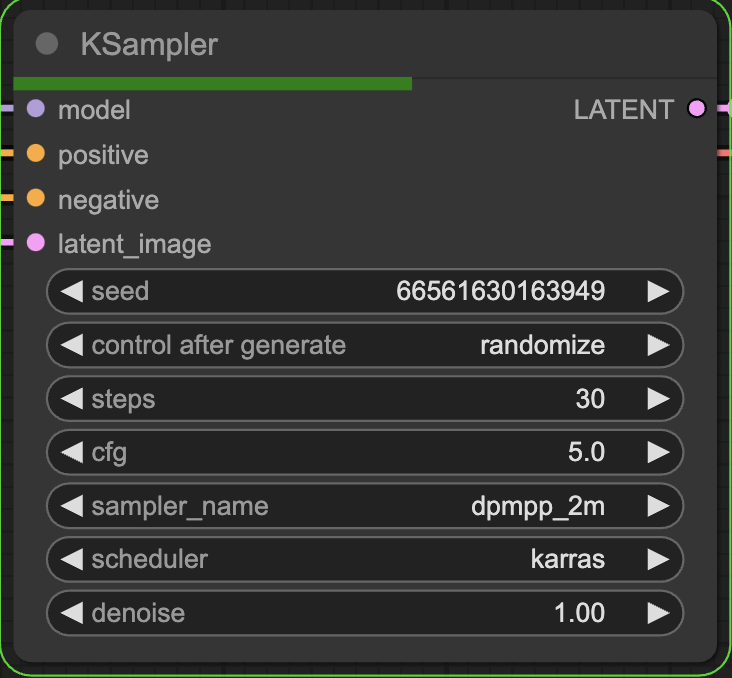 KSampler
model LATENT
positive
negative
latent_image
seed 66561630163949
control after generate randomize
steps 30
cfg 5.0
sampler_name dpmpp_2m
scheduler karras
denoise 1.00